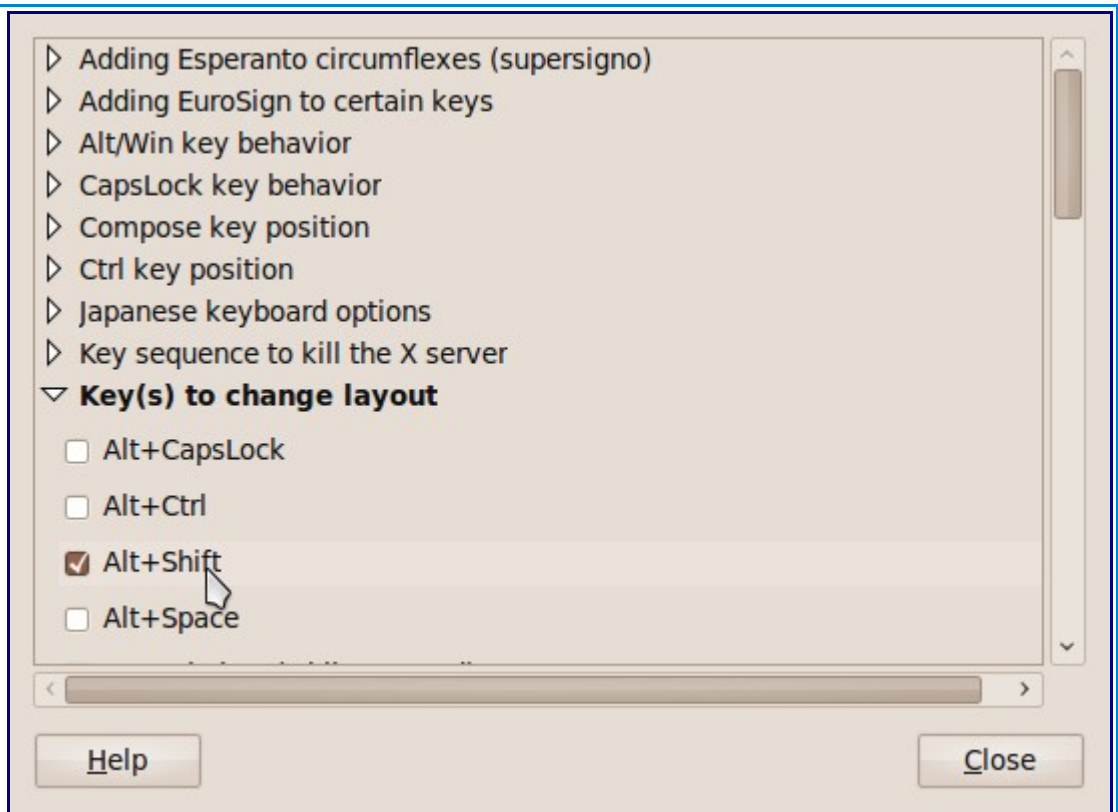 Adding Esperanto circumflexes (supersigno)
Adding EuroSign to certain keys
Alt/Win key behavior
CapsLock key behavior
Compose key position
Ctrl key position
Japanese keyboard options
Key sequence to kill the X server
Key(s) to change layout
Alt+CapsLock
Alt+Ctrl
Alt+Shift
Alt+Space
Help
Close